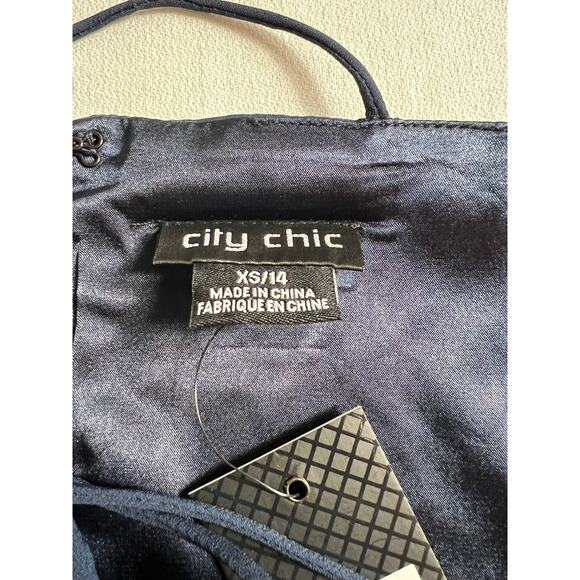 city chic
XS/14
MADE IN CHINA
FABRIQUE EN CHINE